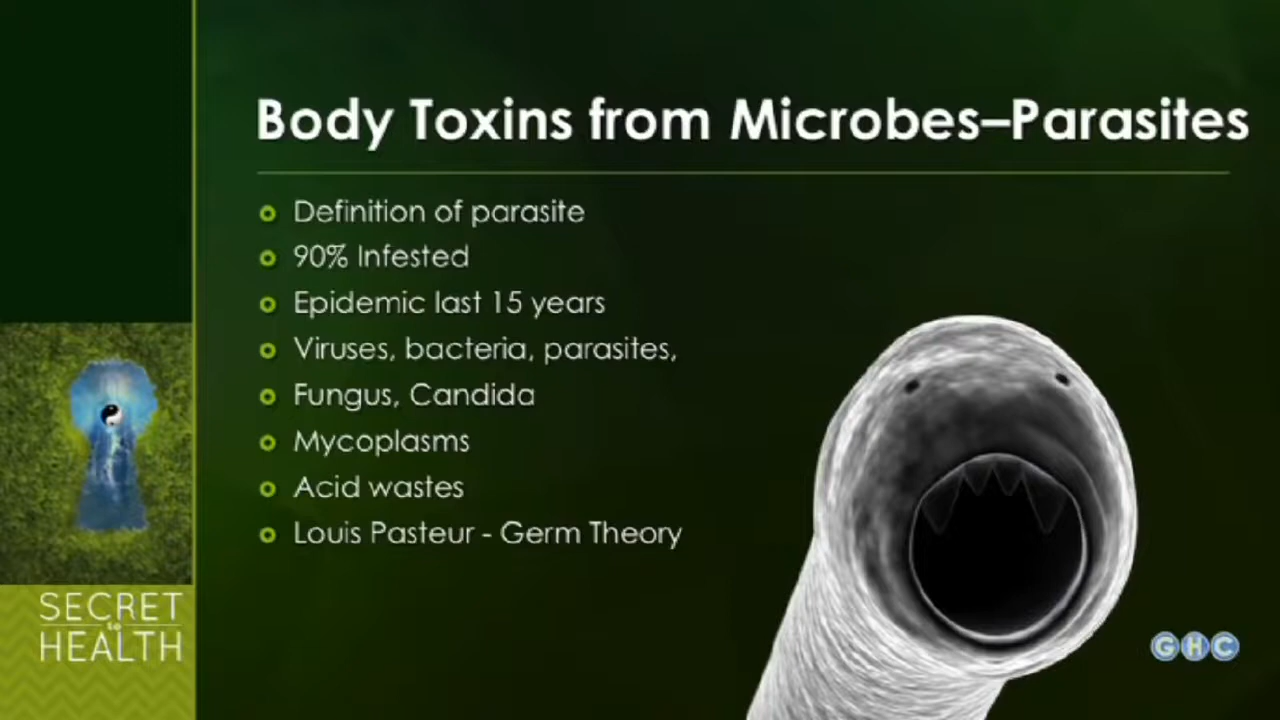 Body Toxins from Microbes–Parasites
Definition of parasite
90% Infested
Epidemic last 15 years
Viruses, bacteria, parasites,
Fungus, Candida
Mycoplasms
Acid wastes
Louis Pasteur - Germ Theory
SECRET
to
HEALTH
GHC